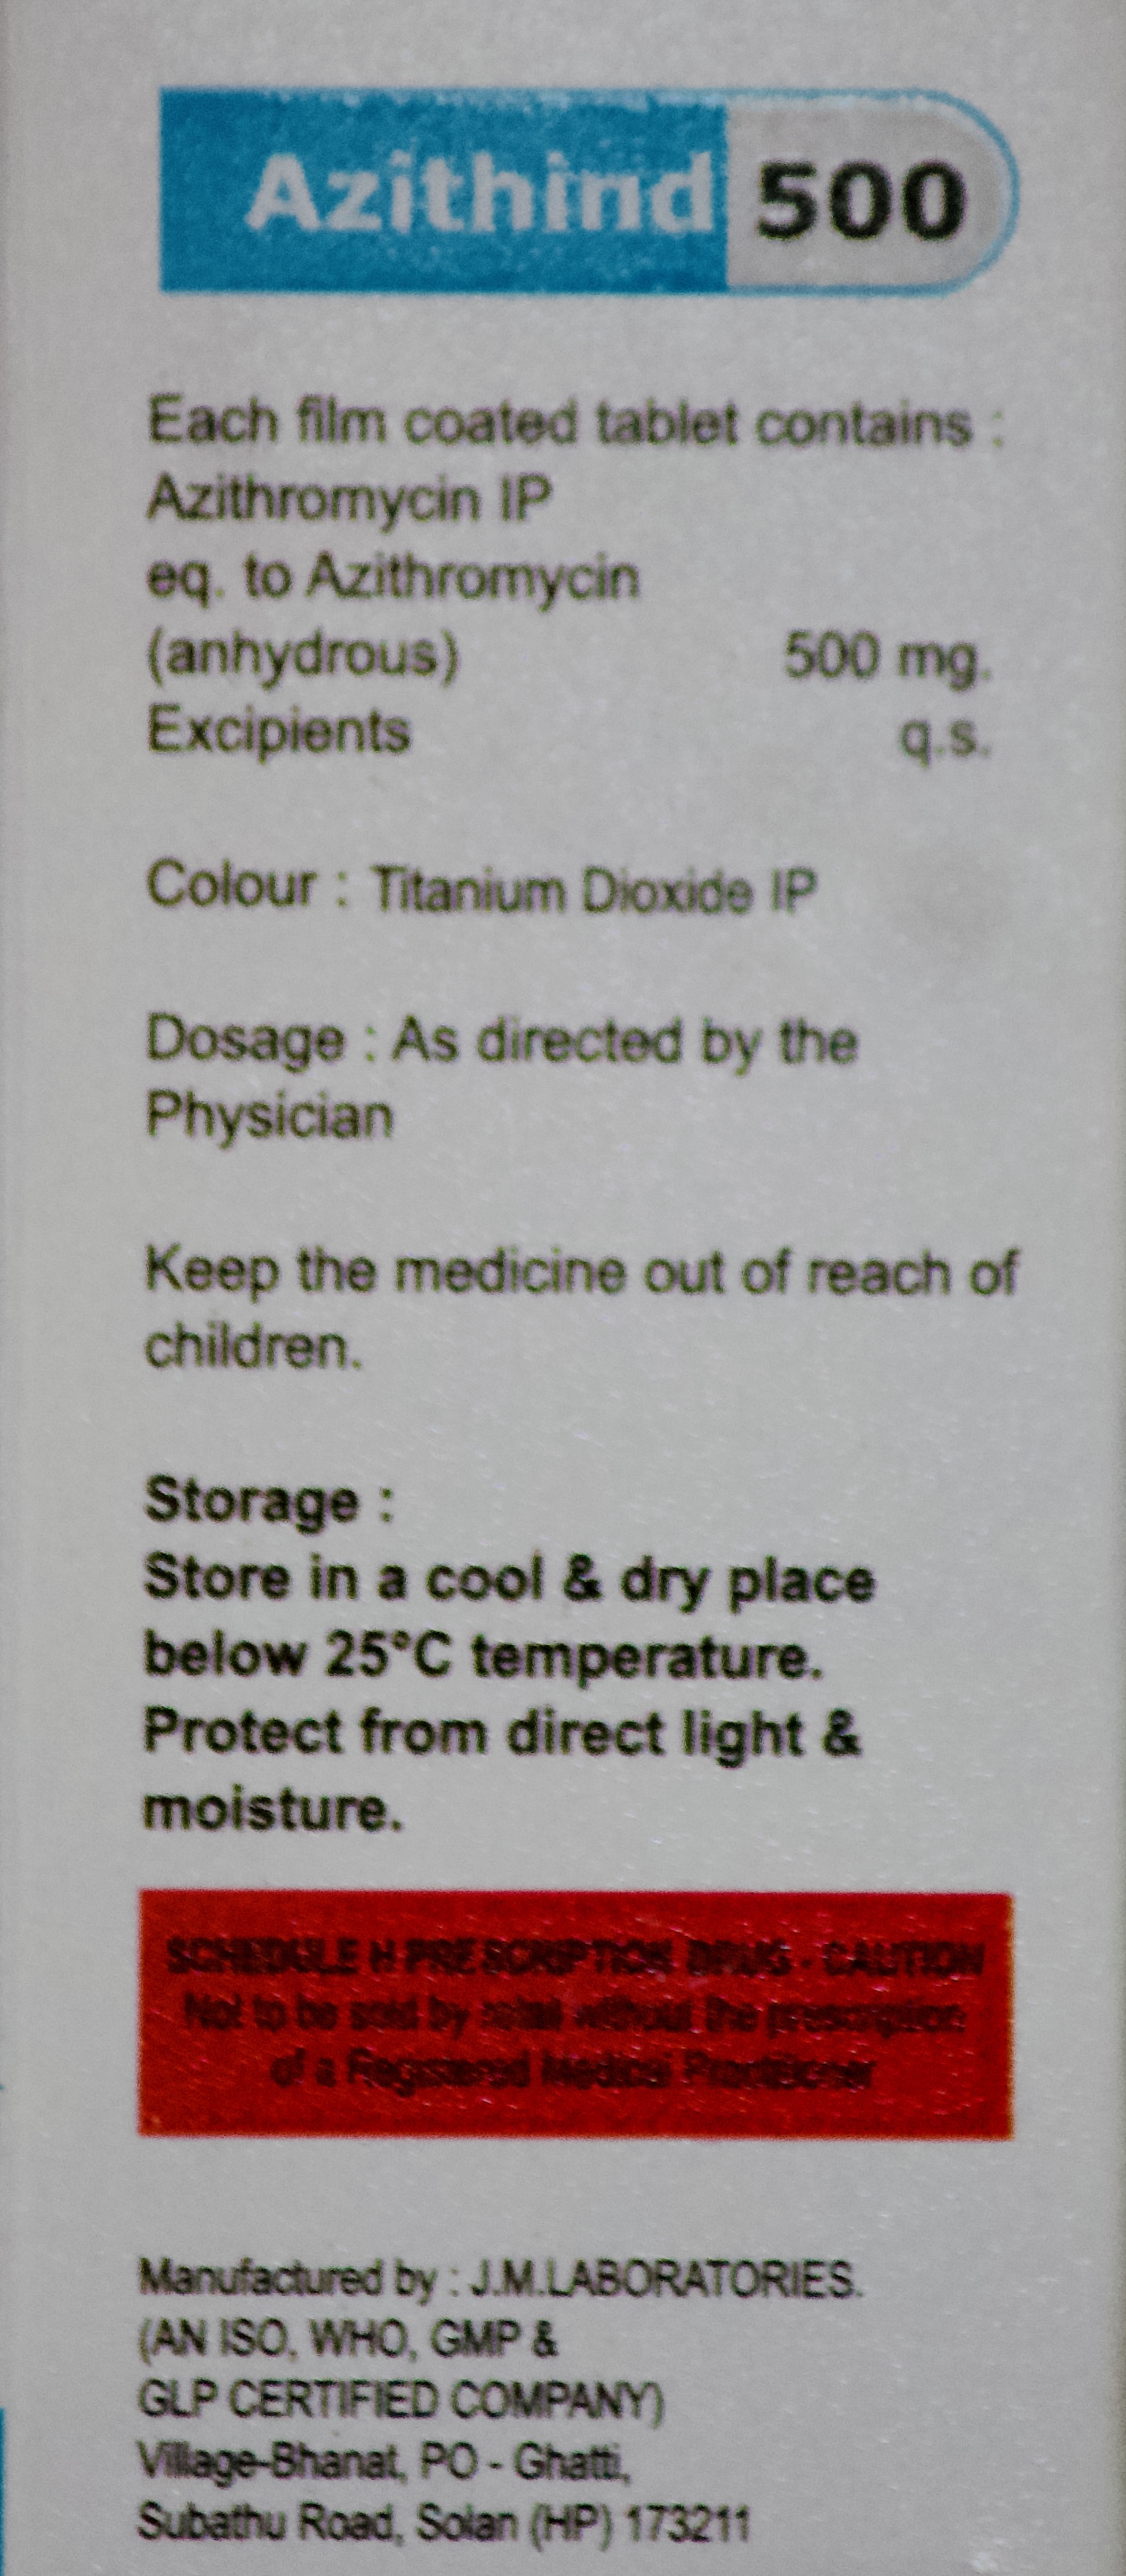 Azithind 500
Each film coated tablet contains :
Azithromycin IP
eq. to Azithromycin
(anhydrous) 500 mg.
Excipients q.s.
Colour : Titanium Dioxide IP
Dosage : As directed by the
Physician
Keep the medicine out of reach of
children.
Storage :
Store in a cool & dry place
below 25°C temperature.
Protect from direct light &
moisture.
SCHEDULE H PRESCRIPTION DRUG - CAUTION
Not to be sold by retail without the prescription
of a Registered Medical Practitioner
Manufactured by : J.M.LABORATORIES.
(AN ISO, WHO, GMP &
GLP CERTIFIED COMPANY)
Village-Bhanat, PO - Ghatti,
Subathu Road, Solan (HP) 173211